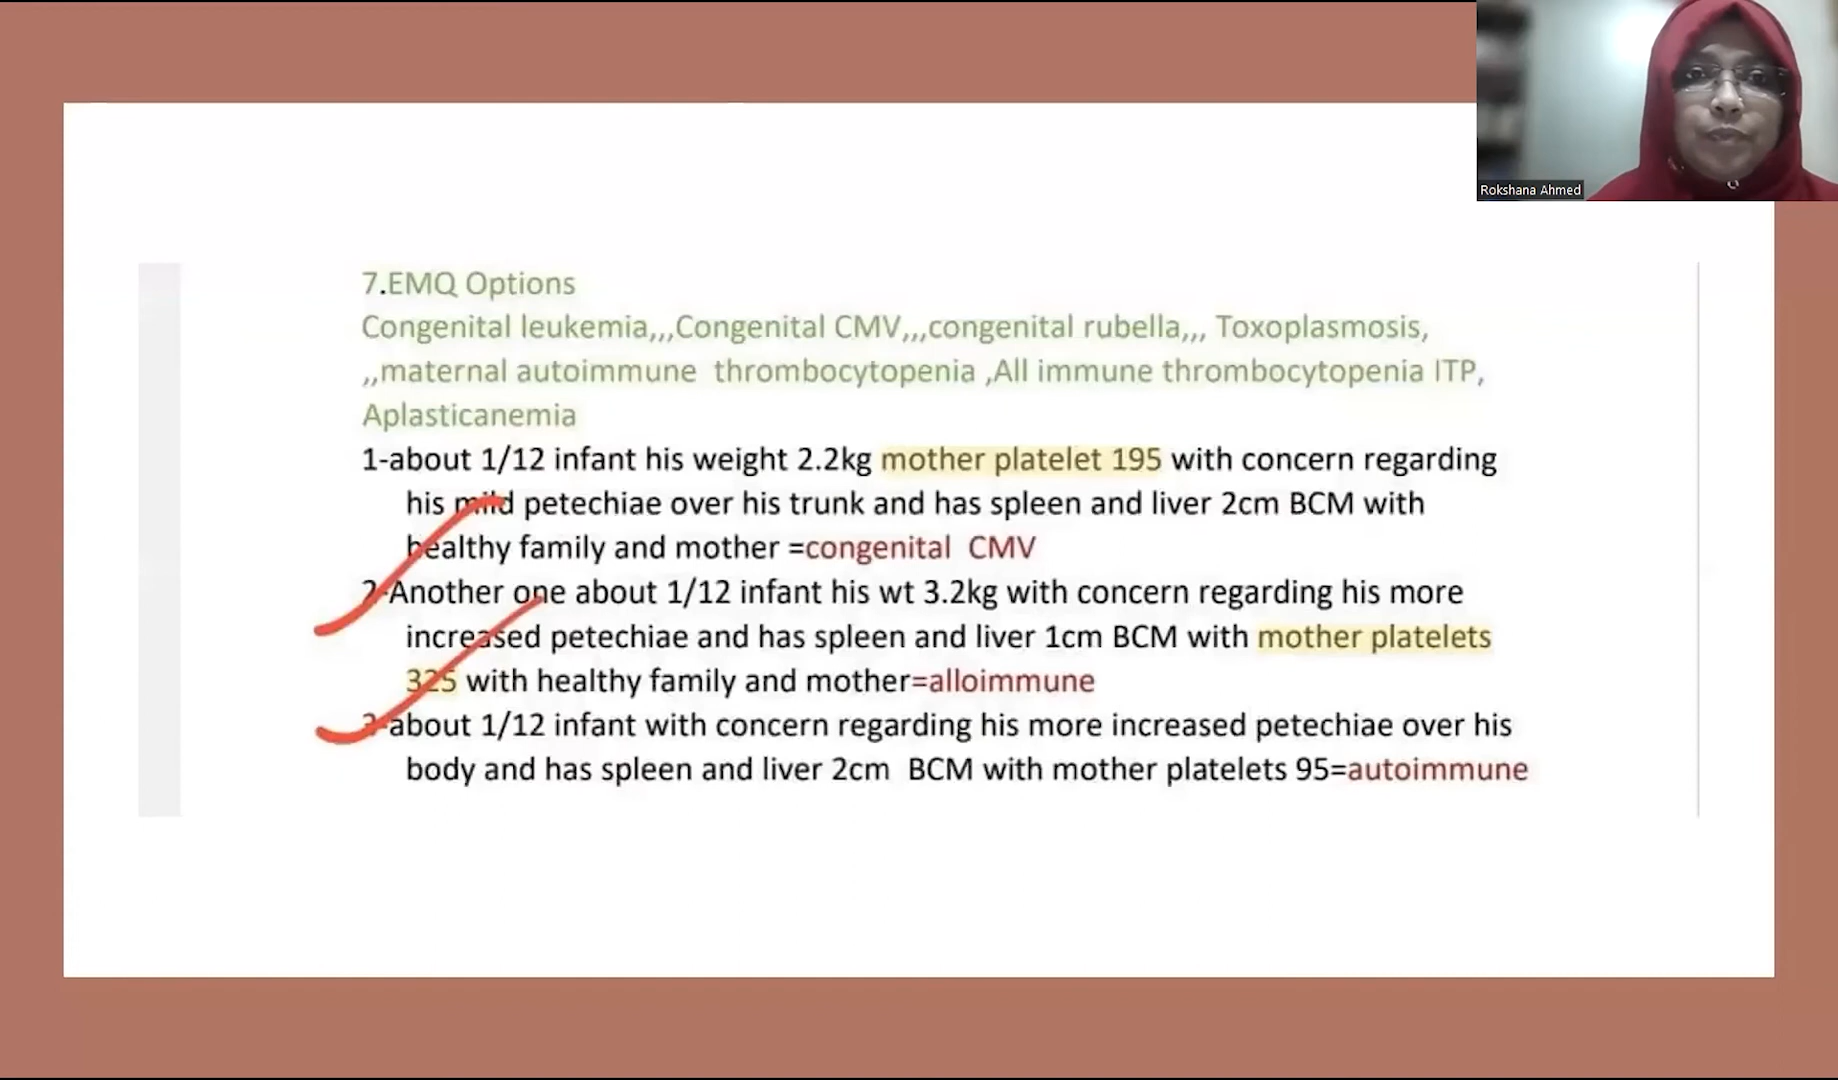 Rokshana Ahmed
7.EMQ Options
Congenital leukemia,,,Congenital CMV,,,congenital rubella,,, Toxoplasmosis,
,,maternal autoimmune thrombocytopenia ,All immune thrombocytopenia ITP,
Aplasticanemia
1-about 1/12 infant his weight 2.2kg mother platelet 195 with concern regarding
his mild petechiae over his trunk and has spleen and liver 2cm BCM with
healthy family and mother =congenital CMV
2-Another one about 1/12 infant his wt 3.2kg with concern regarding his more
increased petechiae and has spleen and liver 1cm BCM with mother platelets
325 with healthy family and mother=alloimmune
3-about 1/12 infant with concern regarding his more increased petechiae over his
body and has spleen and liver 2cm BCM with mother platelets 95=autoimmune